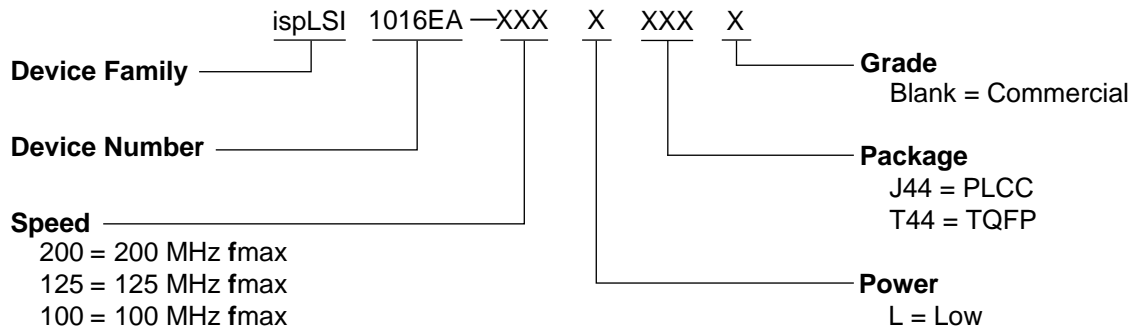 ispLSI 1016EA — XXX X XXX X
Device Family
Device Number
Speed
200 = 200 MHz fmax
125 = 125 MHz fmax
100 = 100 MHz fmax
Grade
Blank = Commercial
Package
J44 = PLCC
T44 = TQFP
Power
L = Low